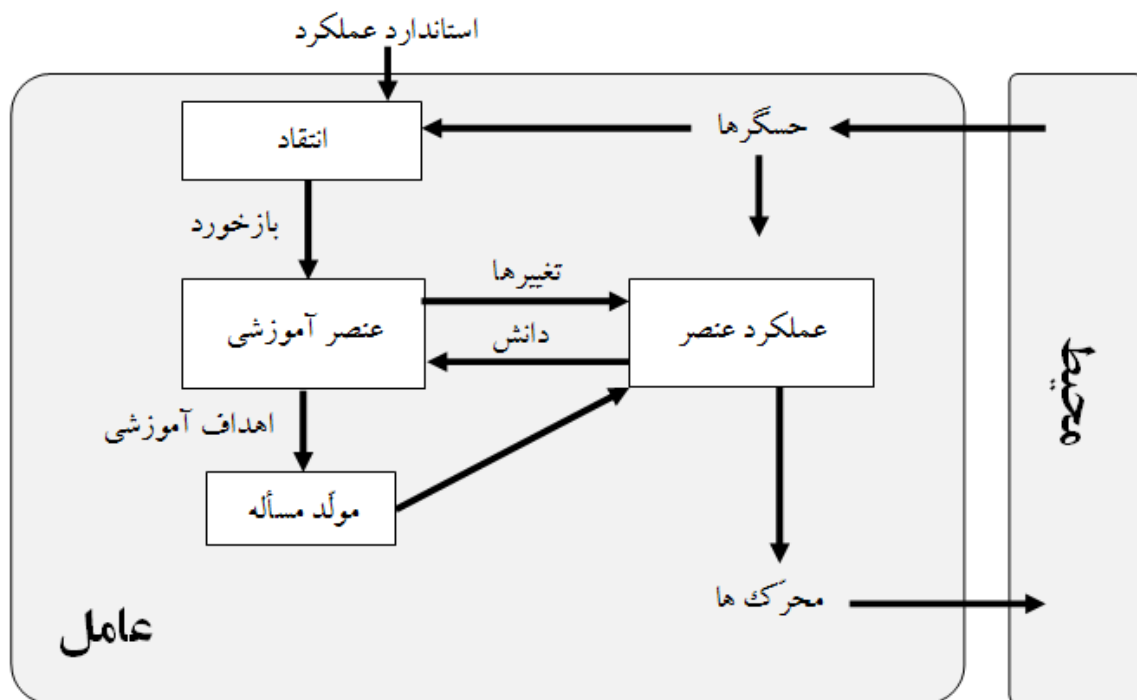 استاندارد عملکرد
حسگرها
انتقاد
بازخورد
تغییرها
عملکرد عنصر
عنصر آموزشی
دانش
محیط
اهداف آموزشی
مولّد مسأله
محرّک ها
عامل